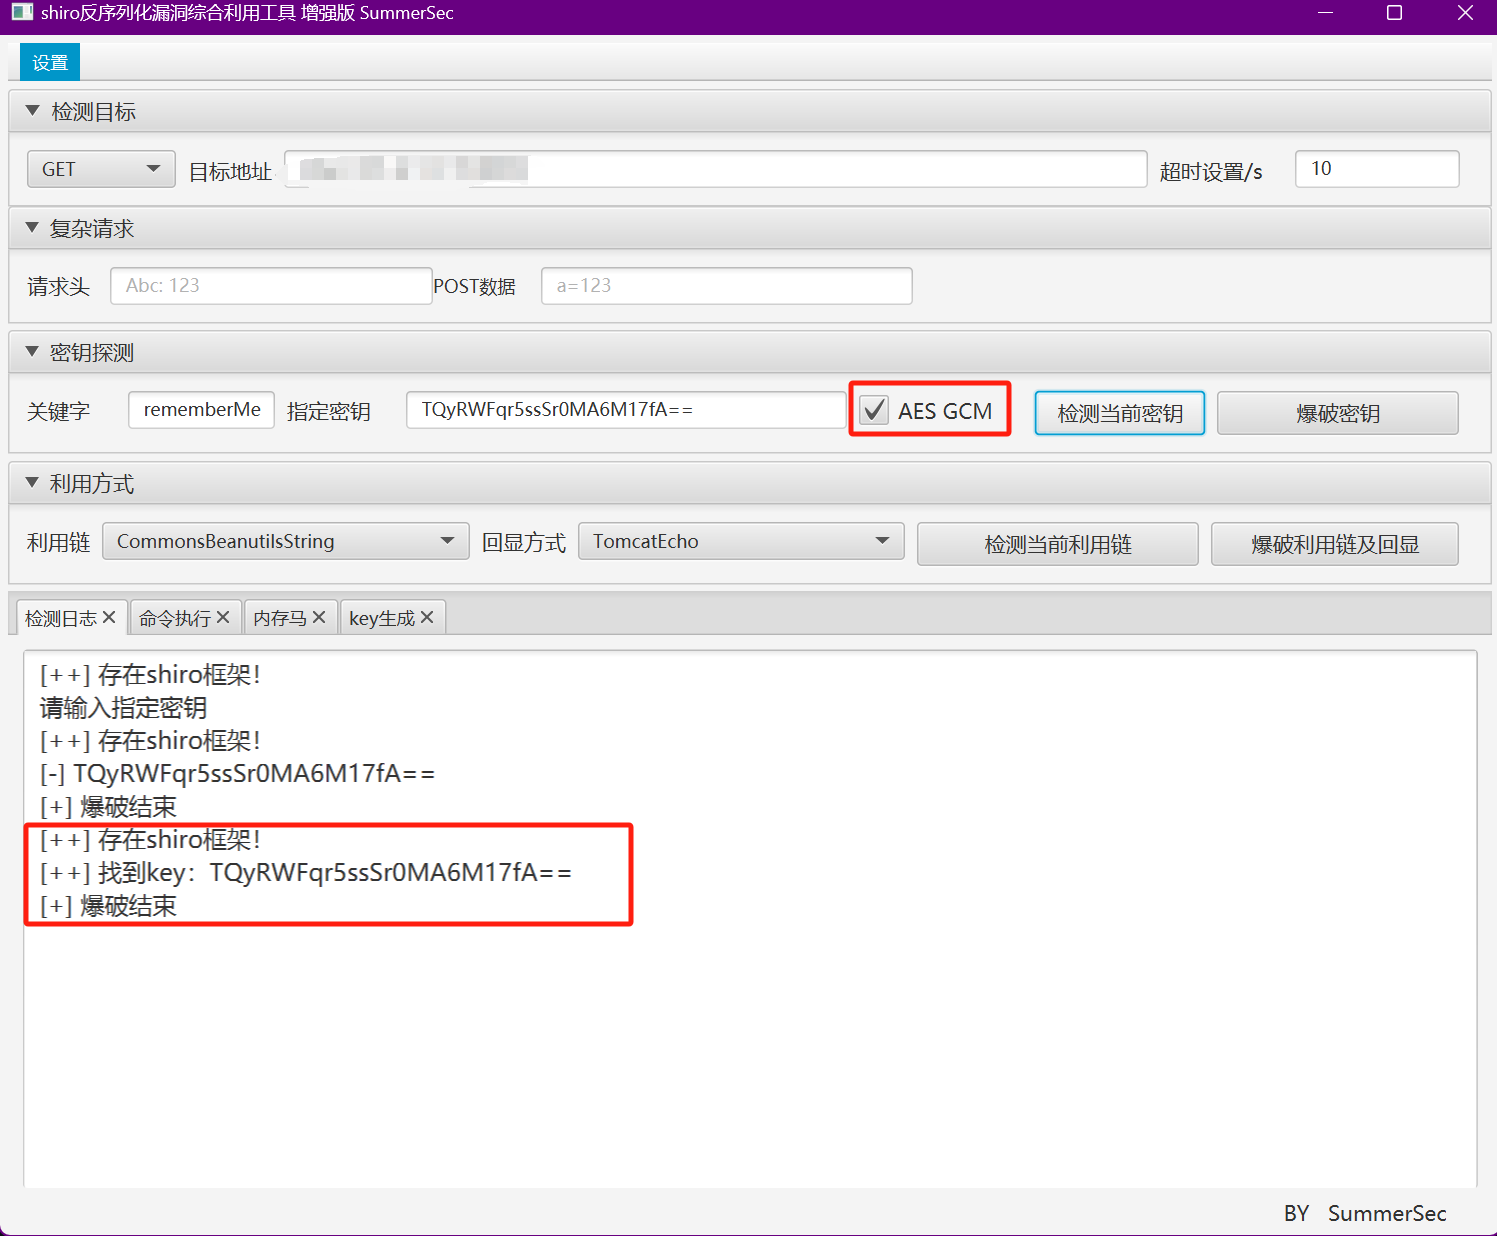 shiro反序列化漏洞综合利用工具 增强版 SummerSec
设置
检测目标
GET 目标地址 超时设置/s 10
复杂请求
请求头 Abc: 123 POST数据 a=123
密钥探测
关键字 rememberMe 指定密钥 TQyRWFqr5ssSr0MA6M17fA== AES GCM 检测当前密钥 爆破密钥
利用方式
利用链 CommonsBeanutilsString 回显方式 TomcatEcho 检测当前利用链 爆破利用链及回显
检测日志 命令执行 内存马 key生成
[++] 存在shiro框架！
请输入指定密钥
[++] 存在shiro框架！
[-] TQyRWFqr5ssSr0MA6M17fA==
[+] 爆破结束
[++] 存在shiro框架！
[++] 找到key：TQyRWFqr5ssSr0MA6M17fA==
[+] 爆破结束
BY SummerSec